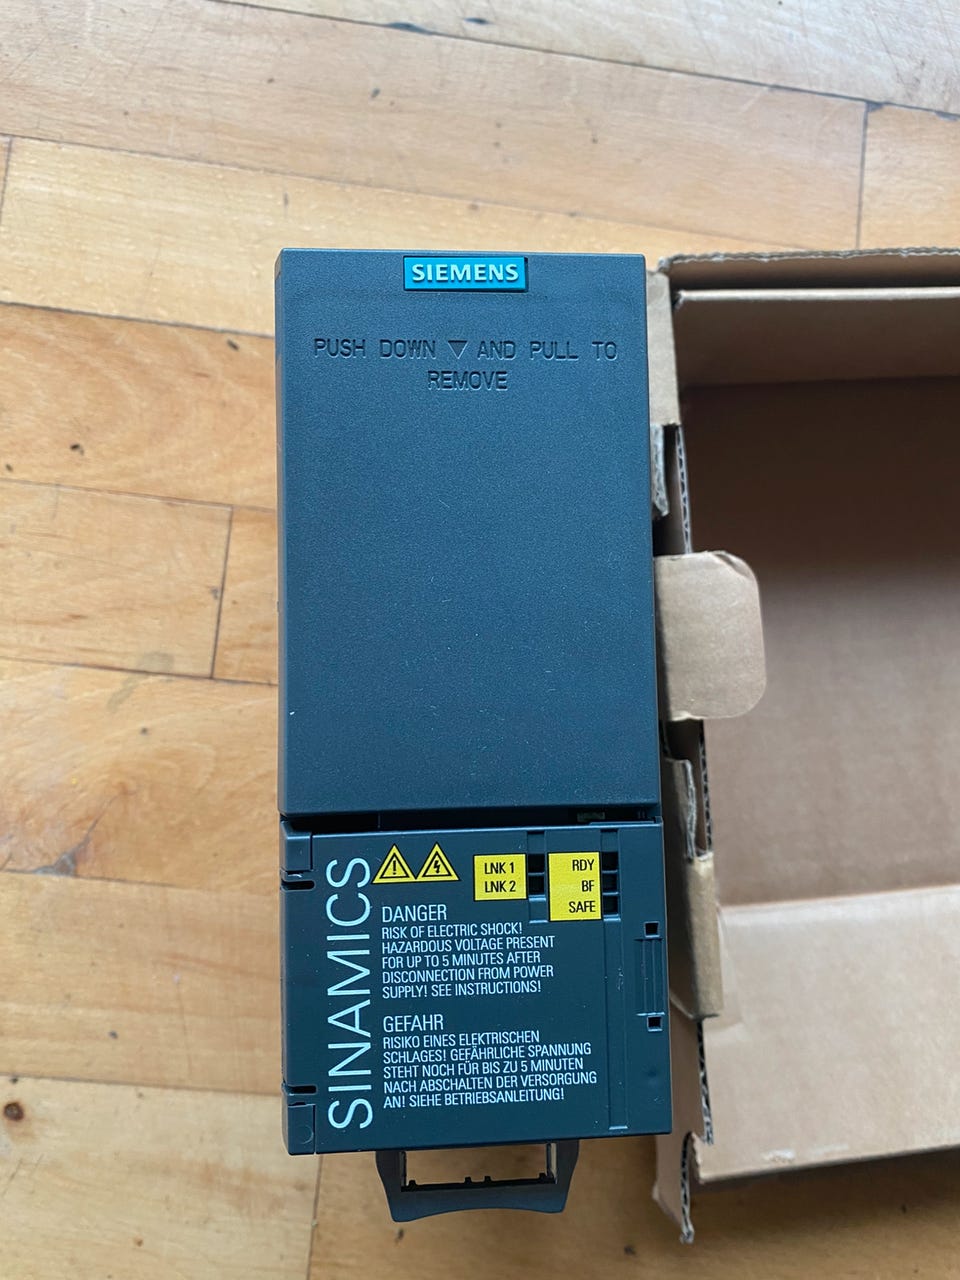 SIEMENS
PUSH DOWN ▽ AND PULL TO
REMOVE
SINAMICS
LNK 1
LNK 2
RDY
BF
SAFE
DANGER
RISK OF ELECTRIC SHOCK!
HAZARDOUS VOLTAGE PRESENT
FOR UP TO 5 MINUTES AFTER
DISCONNECTION FROM POWER
SUPPLY! SEE INSTRUCTIONS!
GEFAHR
RISIKO EINES ELEKTRISCHEN
SCHLAGES! GEFÄHRLICHE SPANNUNG
STEHT NOCH FÜR BIS ZU 5 MINUTEN
NACH ABSCHALTEN DER VERSORGUNG
AN! SIEHE BETRIEBSANLEITUNG!